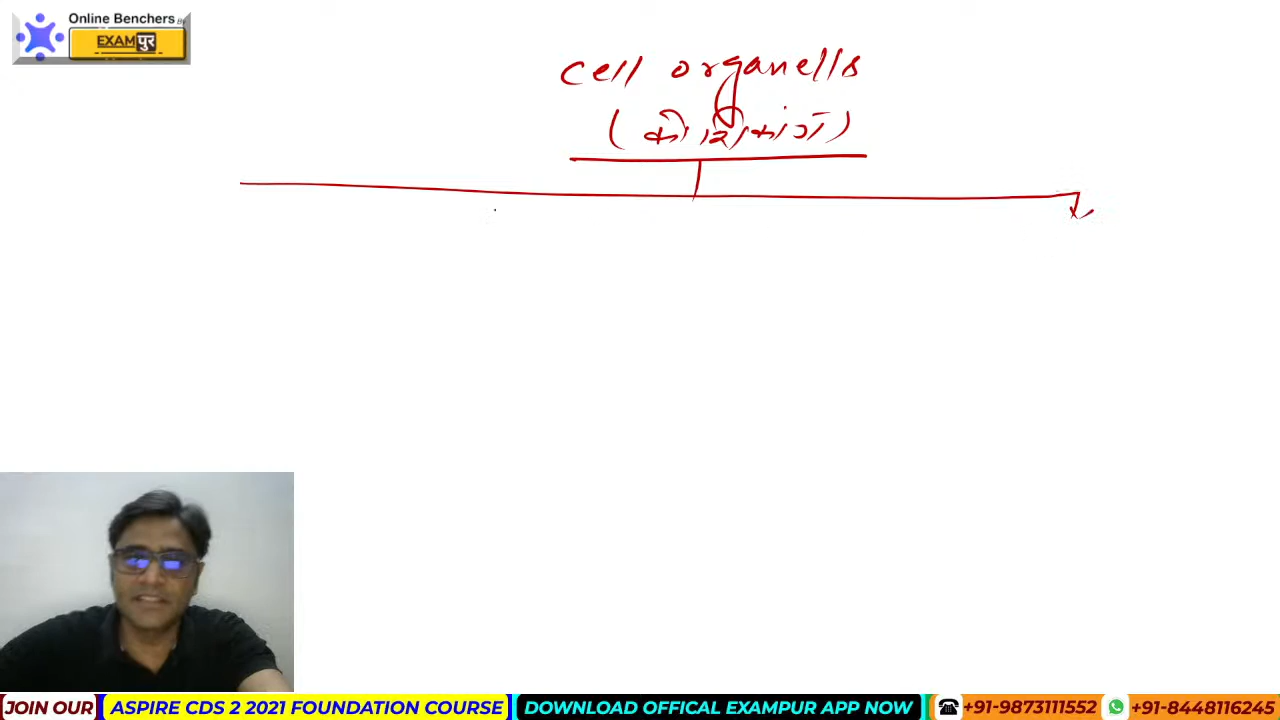 Online Benchers By
EXAMपुर
cell organells
(कोशिकांग)
JOIN OUR ASPIRE CDS 2 2021 FOUNDATION COURSE DOWNLOAD OFFICAL EXAMPUR APP NOW +91-9873111552 +91-8448116245